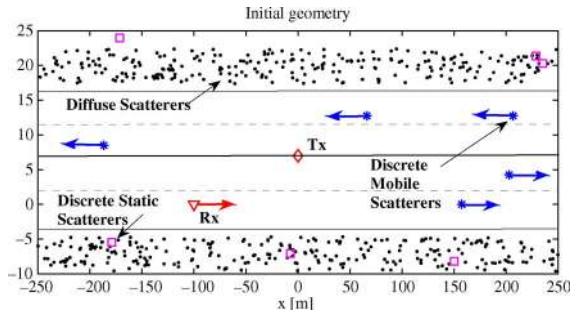 Initial geometry
25
20
15
10
5
0
−5
−10
Diffuse Scatterers
Tx
Discrete
Mobile
Scatterers
Discrete Static
Scatterers
Rx
−250 −200 −150 −100 −50 0 50 100 150 200 250
x [m]